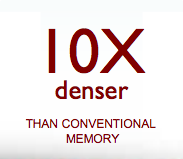 10X
denser
THAN CONVENTIONAL
MEMORY